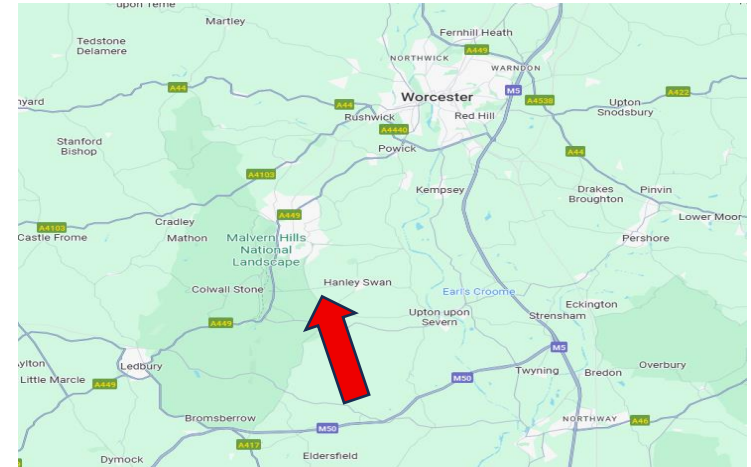 upon Teme
Martley
Fernhill Heath
Tedstone
Delamere
A449
NORTHWICK
WARNDON
A44
M5
nyard
Worcester
A4538
A422
A44
Upton
Snodsbury
Rushwick
Red Hill
A4440
Stanford
Bishop
Powick
A44
A4103
Kempsey
Drakes
Broughton
Pinvin
A449
Lower Moor
Cradley
A4103
Castle Frome
Mathon
Malvern Hills
National
Landscape
Pershore
Hanley Swan
Colwall Stone
Earl's Croome
Eckington
Upton upon
Severn
Strensham
A449
M5
Aylton
Ledbury
Overbury
Twyning
Bredon
Little Marcle
A449
M50
Bromsberrow
NORTHWAY
A46
M50
A417
Eldersfield
Dymock